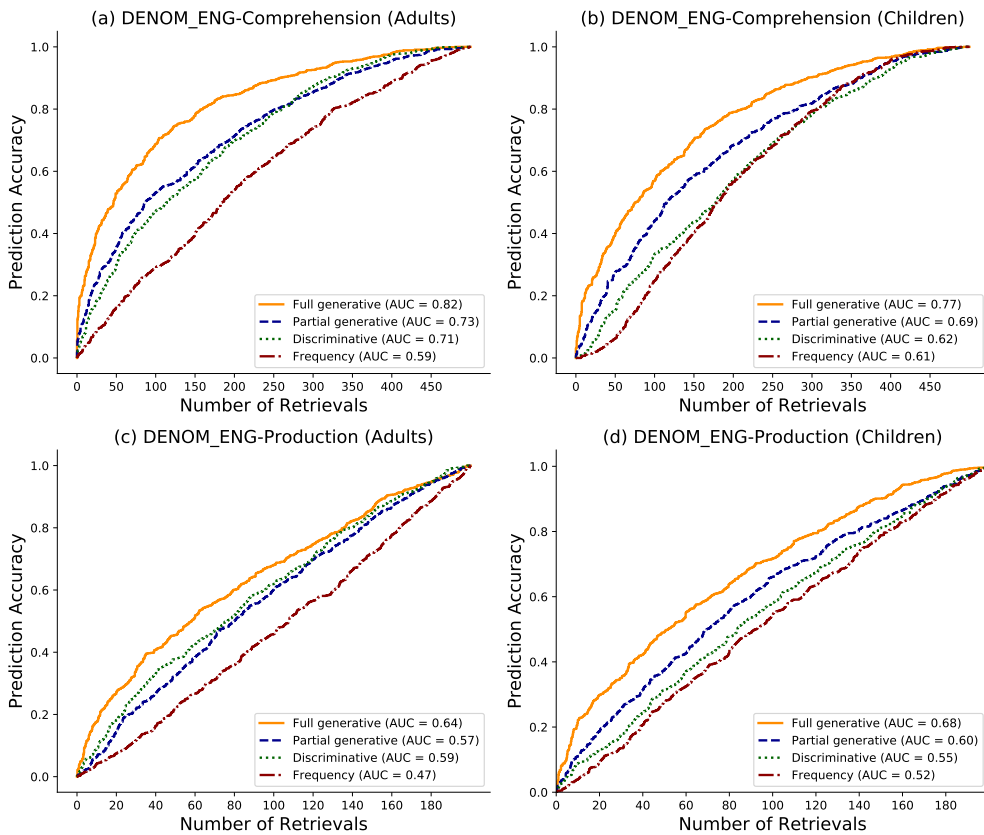 (a) DENOM_ENG-Comprehension (Adults)
Prediction Accuracy
1.0
0.8
0.6
0.4
0.2
0.0
Full generative (AUC = 0.82)
Partial generative (AUC = 0.73)
Discriminative (AUC = 0.71)
Frequency (AUC = 0.59)
0 50 100 150 200 250 300 350 400 450
Number of Retrievals
(b) DENOM_ENG-Comprehension (Children)
Prediction Accuracy
1.0
0.8
0.6
0.4
0.2
0.0
Full generative (AUC = 0.77)
Partial generative (AUC = 0.69)
Discriminative (AUC = 0.62)
Frequency (AUC = 0.61)
0 50 100 150 200 250 300 350 400 450
Number of Retrievals
(c) DENOM_ENG-Production (Adults)
Prediction Accuracy
1.0
0.8
0.6
0.4
0.2
0.0
Full generative (AUC = 0.64)
Partial generative (AUC = 0.57)
Discriminative (AUC = 0.59)
Frequency (AUC = 0.47)
0 20 40 60 80 100 120 140 160 180
Number of Retrievals
(d) DENOM_ENG-Production (Children)
Prediction Accuracy
1.0
0.8
0.6
0.4
0.2
0.0
Full generative (AUC = 0.68)
Partial generative (AUC = 0.60)
Discriminative (AUC = 0.55)
Frequency (AUC = 0.52)
0 20 40 60 80 100 120 140 160 180
Number of Retrievals